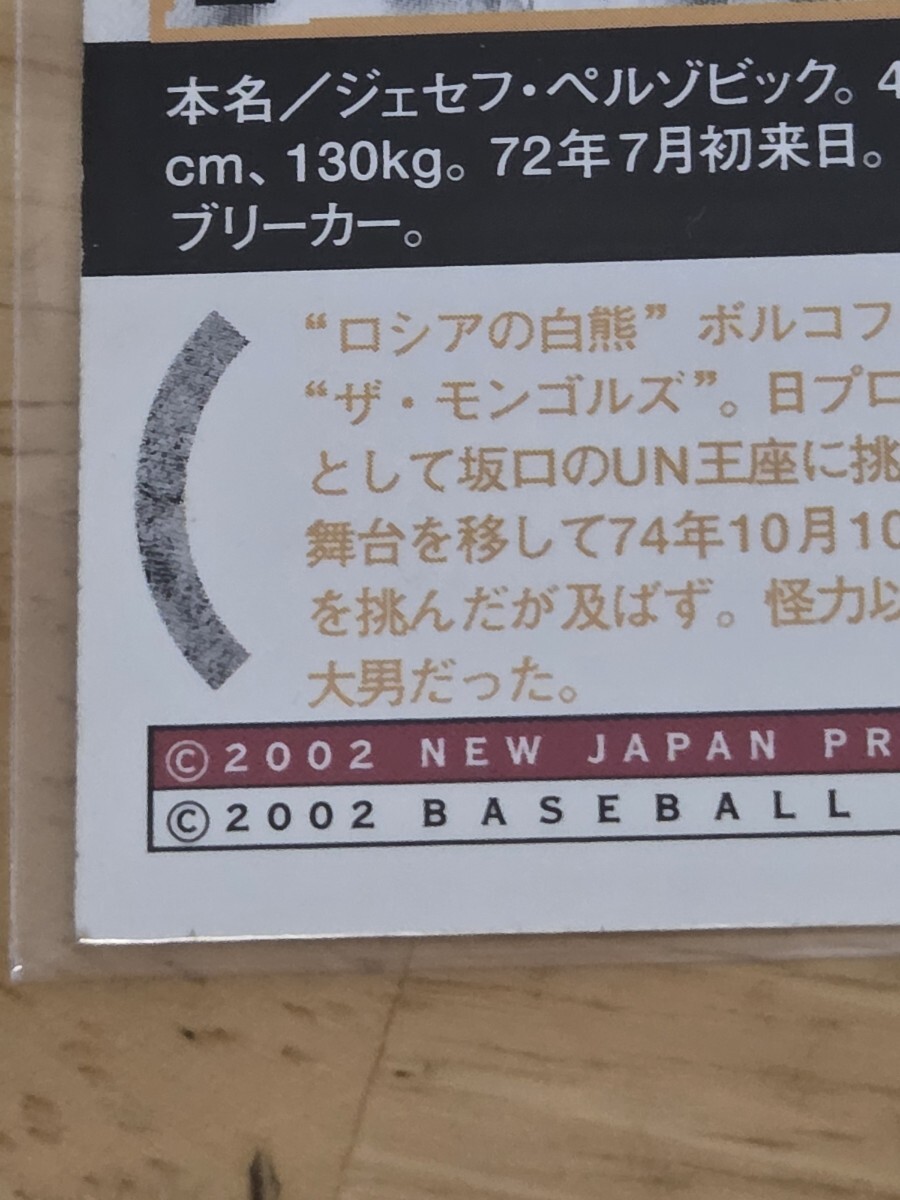 本名／ジェセフ・ペルゾビック。4
cm、130kg。72年7月初来日。
ブリーカー。
“ロシアの白熊” ボルコフ
“ザ・モンゴルズ”。日プロ
として坂口のUN王座に挑
舞台を移して74年10月10
を挑んだが及ばず。怪力以
大男だった。
©2002 NEW JAPAN PR
©2002 BASEBALL